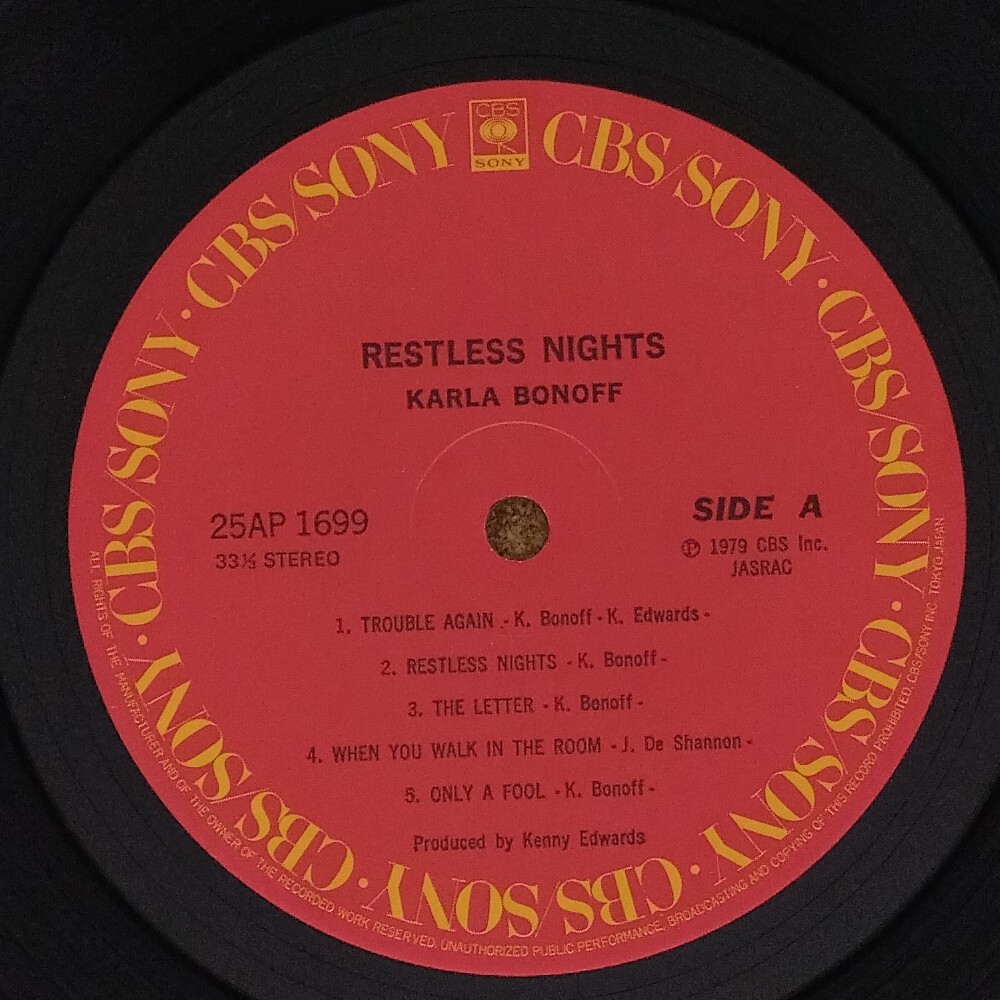 CBS
SONY
CBS/SONY · CBS/SONY · CBS/SONY · CBS/SONY · CBS/SONY · CBS/SONY · CBS/SONY · CBS/SONY
RESTLESS NIGHTS
KARLA BONOFF
25AP 1699
33⅓ STEREO
SIDE A
Ⓟ 1979 CBS Inc.
JASRAC
1. TROUBLE AGAIN - K. Bonoff - K. Edwards -
2. RESTLESS NIGHTS - K. Bonoff -
3. THE LETTER - K. Bonoff -
4. WHEN YOU WALK IN THE ROOM - J. De Shannon -
5. ONLY A FOOL - K. Bonoff -
Produced by Kenny Edwards
ALL RIGHTS OF THE MANUFACTURER AND OF THE OWNER OF THE RECORDED WORK RESERVED. UNAUTHORIZED PUBLIC PERFORMANCE, BROADCASTING AND COPYING OF THIS RECORD PROHIBITED. CBS/SONY INC. TOKYO JAPAN